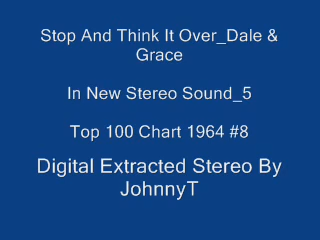 Stop And Think It Over_Dale &
Grace
In New Stereo Sound_5
Top 100 Chart 1964 #8
Digital Extracted Stereo By
JohnnyT